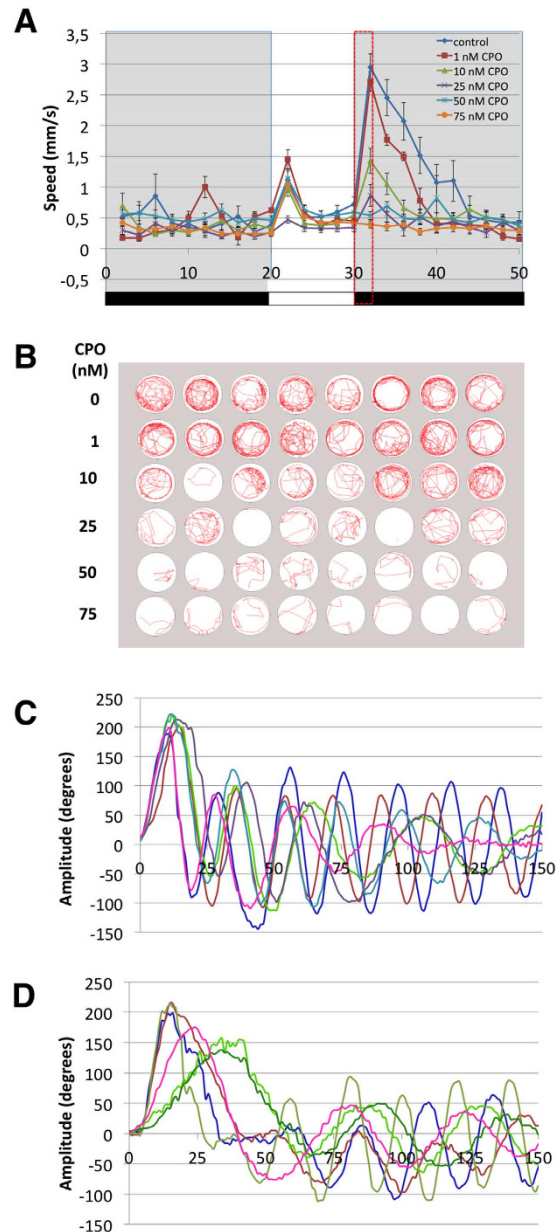 A
3,5
3
2,5
2
1,5
1
0,5
0
-0,5
Speed (mm/s)
control
1 nM CPO
10 nM CPO
25 nM CPO
50 nM CPO
75 nM CPO
0 10 20 30 40 50
B
CPO
(nM)
0
1
10
25
50
75
C
250
200
150
100
50
0
-50
-100
-150
Amplitude (degrees)
0 25 50 75 100 125 150
D
250
200
150
100
50
0
-50
-100
-150
Amplitude (degrees)
0 25 50 75 100 125 150